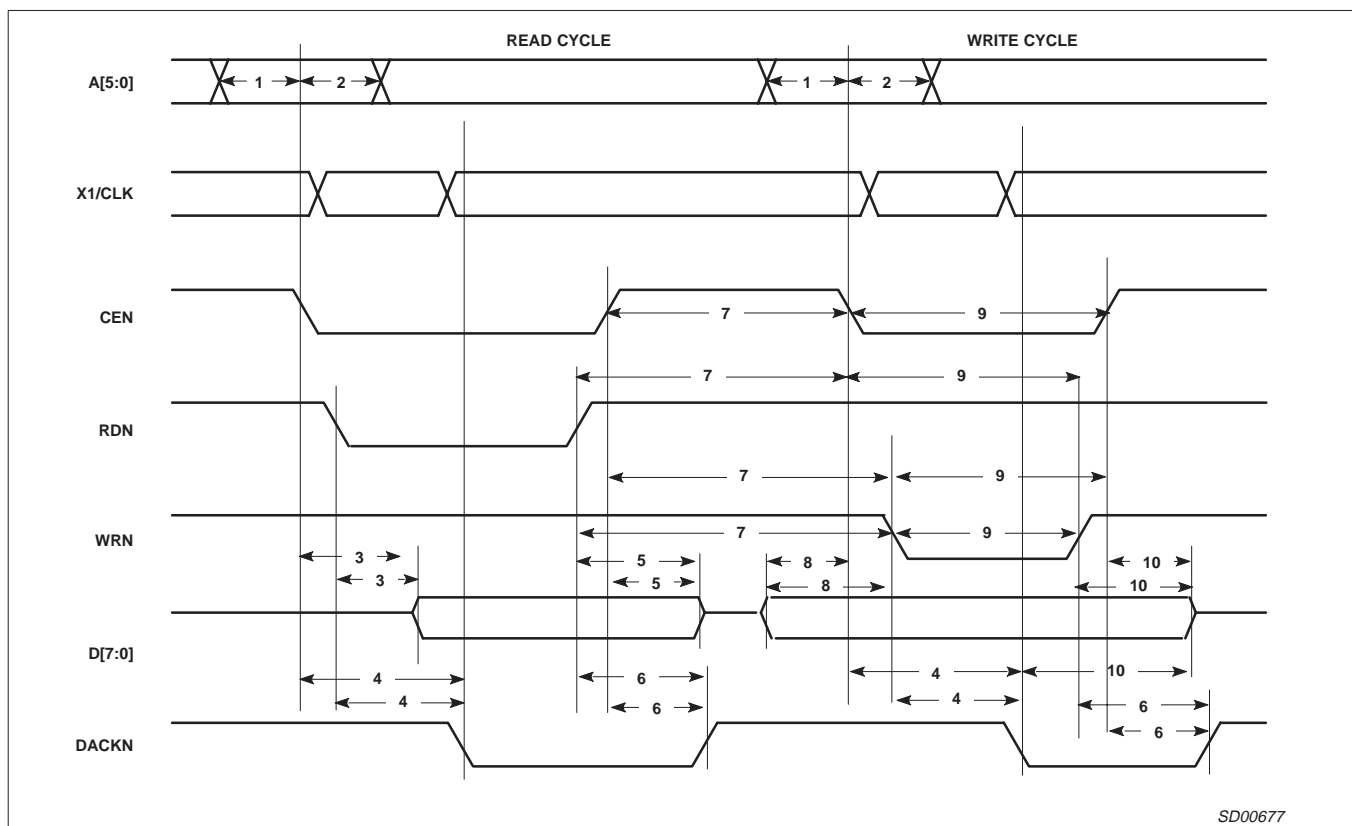 READ CYCLE WRITE CYCLE
A[5:0] 1 2 1 2
X1/CLK
CEN 7 9
7 9
RDN
7 9
WRN 7 9
3 5 8 10
3 5 8 10
D[7:0]
4 6 4 10
4 6 4 6
DACKN 6
SD00677